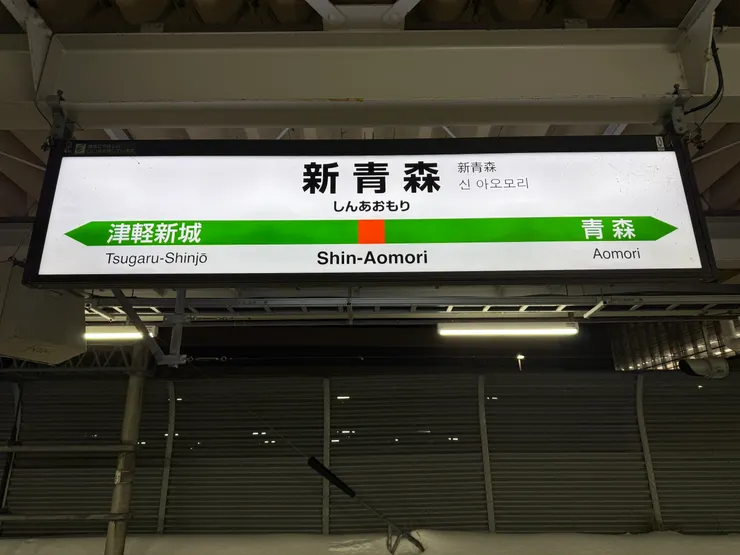 新青森
新青森
신 아오모리
しんあおもり
津軽新城
青森
Tsugaru-Shinjō
Shin-Aomori
Aomori